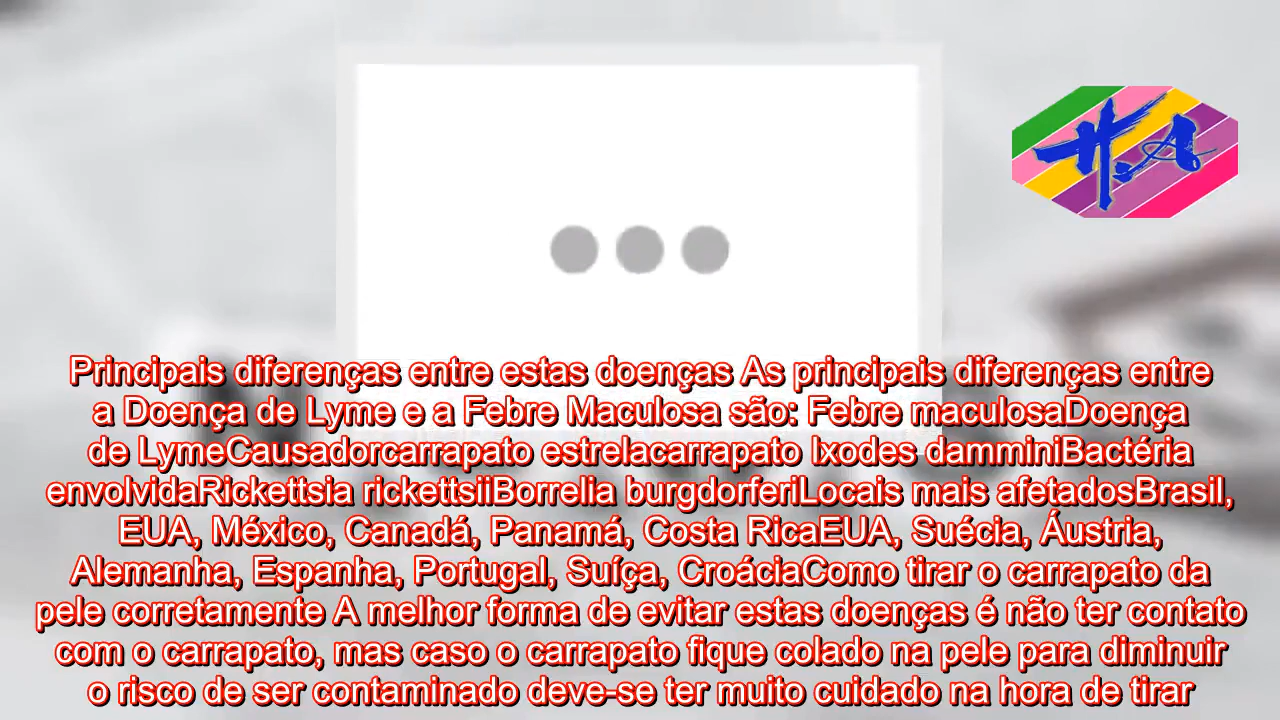 H.A
Principais diferenças entre estas doenças As principais diferenças entre
a Doença de Lyme e a Febre Maculosa são: Febre maculosaDoença
de LymeCausadorcarrapato estrelacarrapato Ixodes damminiBactéria
envolvidaRickettsia rickettsiiBorrelia burgdorferiLocais mais afetadosBrasil,
EUA, México, Canadá, Panamá, Costa RicaEUA, Suécia, Áustria,
Alemanha, Espanha, Portugal, Suíça, CroáciaComo tirar o carrapato da
pele corretamente A melhor forma de evitar estas doenças é não ter contato
com o carrapato, mas caso o carrapato fique colado na pele para diminuir
o risco de ser contaminado deve-se ter muito cuidado na hora de tirar